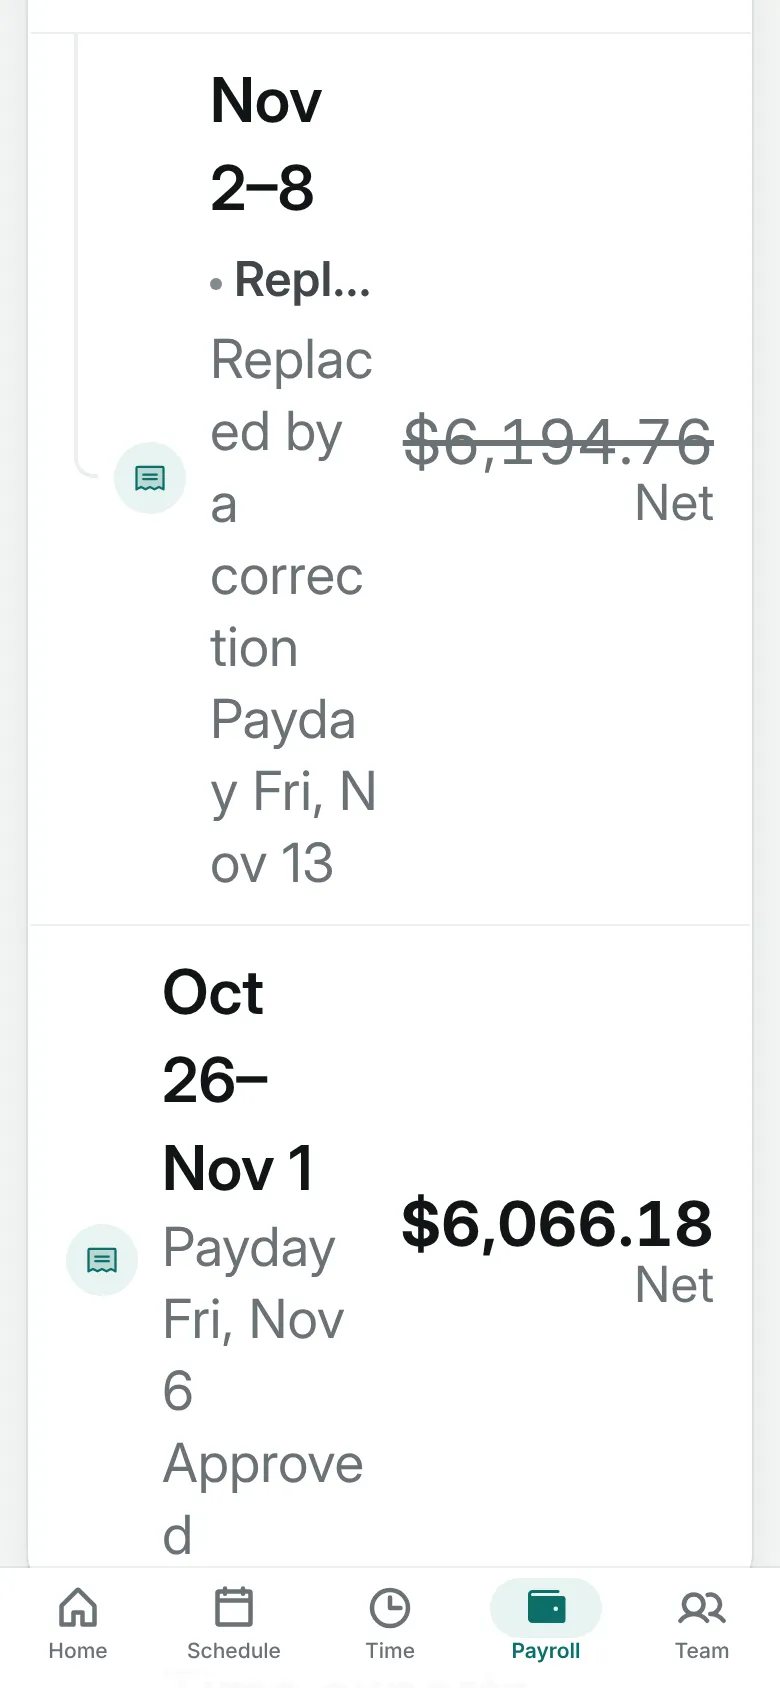 Nov
2–8
• Repl...
Replac
ed by
a
correc
tion
Payda
y Fri, N
ov 13
$6,194.76
Net
Oct
26–
Nov 1
Payday
Fri, Nov
6
Approve
d
$6,066.18
Net
Home
Schedule
Time
Payroll
Team